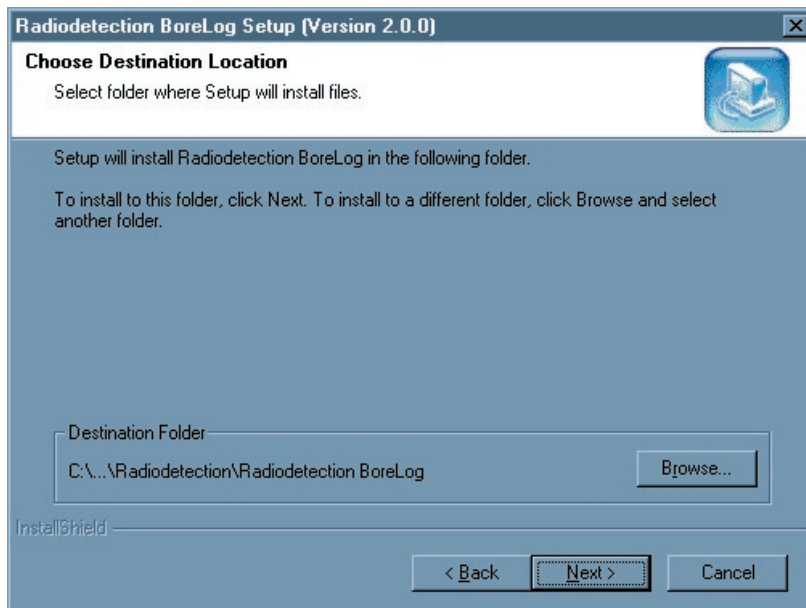 Radiodetection BoreLog Setup (Version 2.0.0)
Choose Destination Location
Select folder where Setup will install files.
Setup will install Radiodetection BoreLog in the following folder.
To install to this folder, click Next. To install to a different folder, click Browse and select
another folder.
Destination Folder
C:\...\Radiodetection\Radiodetection BoreLog
Browse...
InstallShield
< Back
Next >
Cancel